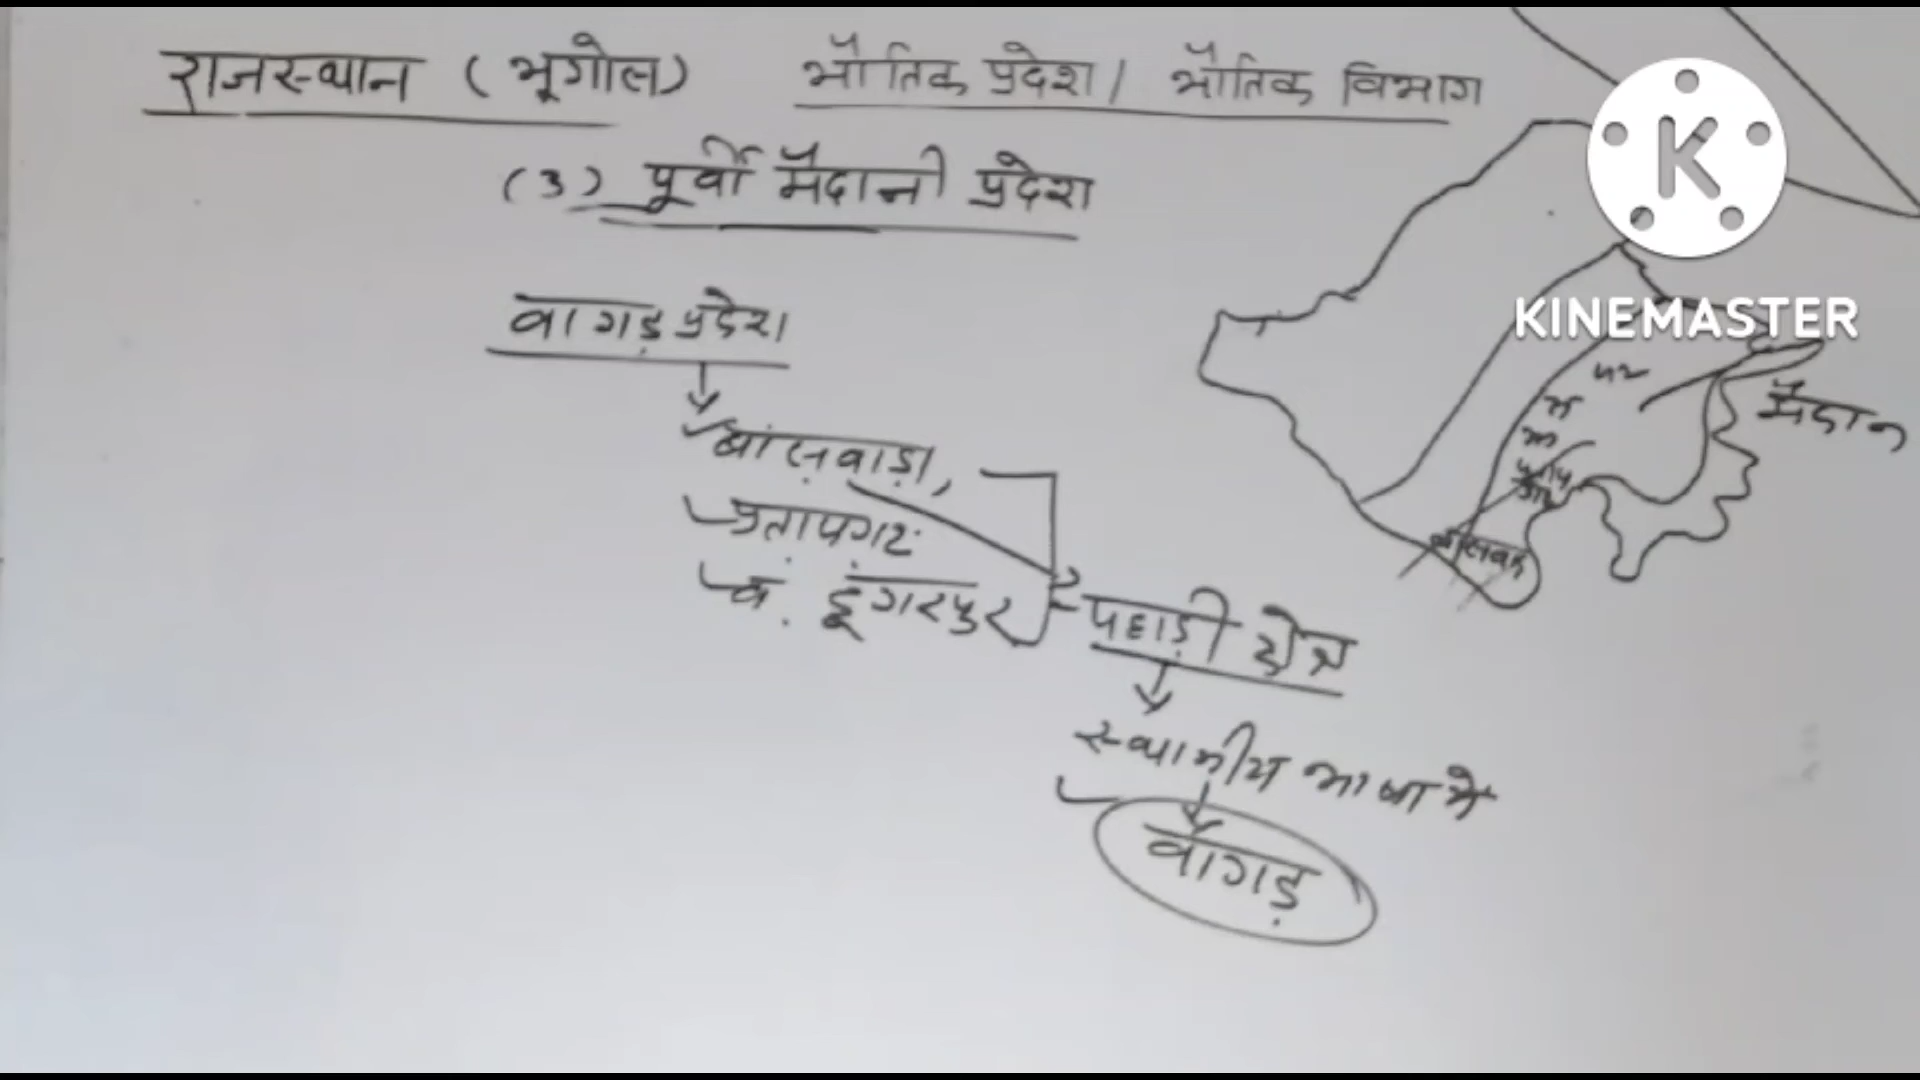 राजस्थान (भूगोल) भौतिक प्रदेश / भौतिक विभाग
(3) पूर्वी मैदानी प्रदेश
वागड़ प्रदेश
बांसवाड़ा,
प्रतापगढ़
व. डूंगरपुर
पहाड़ी क्षेत्र
स्थानीय भाषा में
वागड़
मैदान
K
KINEMASTER